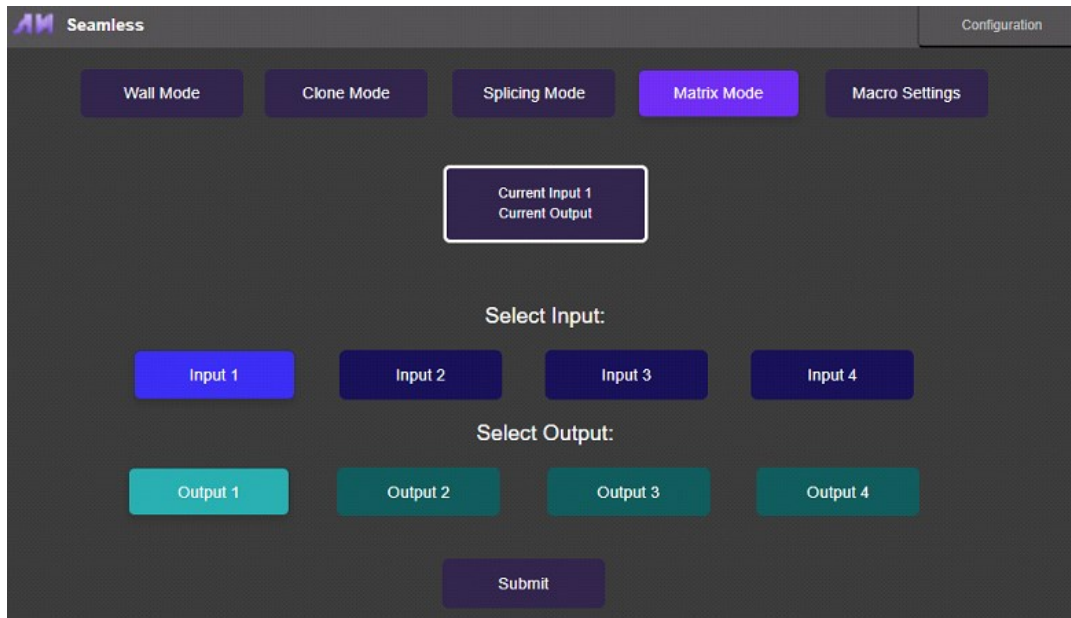 AM Seamless
Configuration
Wall Mode
Clone Mode
Splicing Mode
Matrix Mode
Macro Settings
Current Input 1
Current Output
Select Input:
Input 1
Input 2
Input 3
Input 4
Select Output:
Output 1
Output 2
Output 3
Output 4
Submit